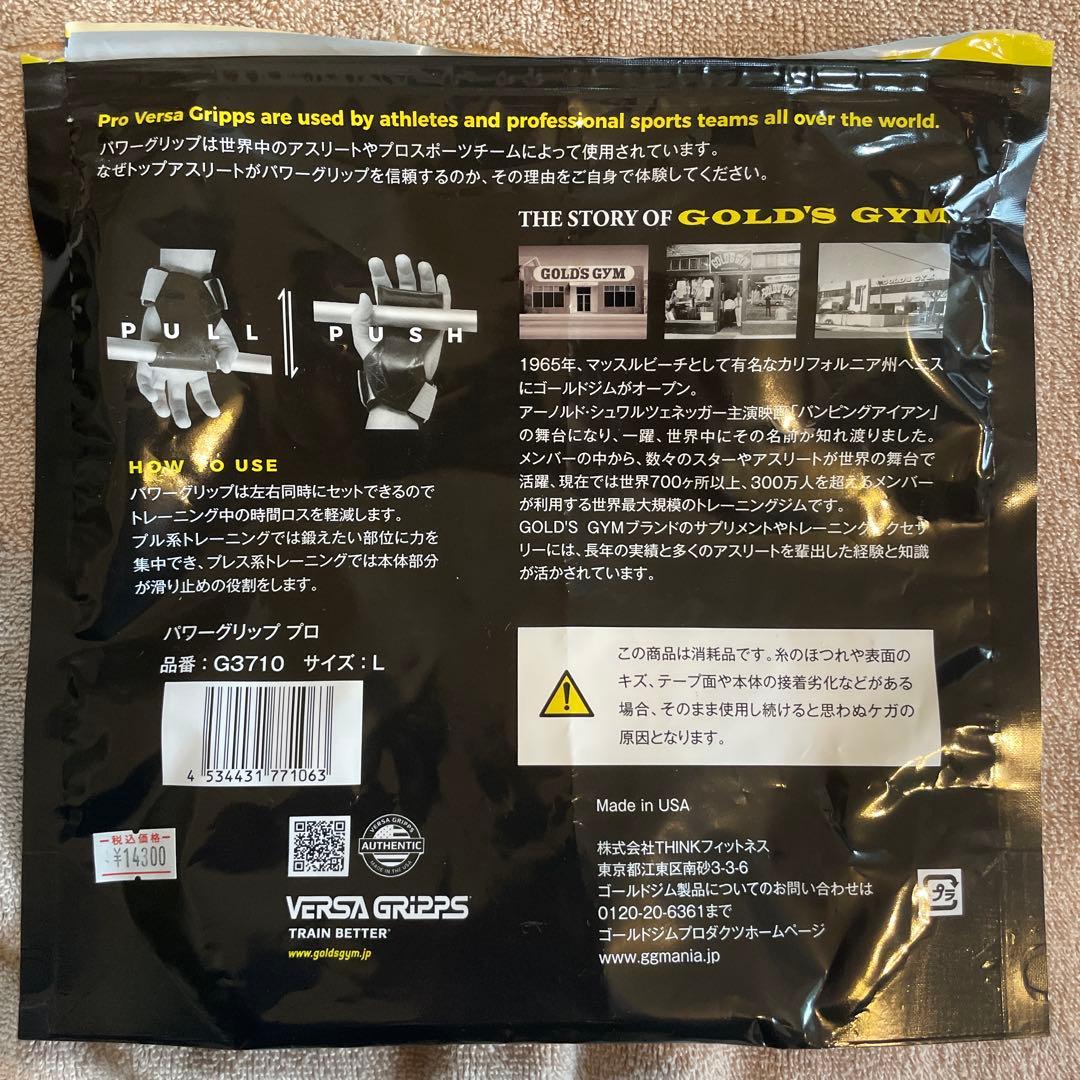 Pro Versa Gripps are used by athletes and professional sports teams all over the world.
パワーグリップは世界中のアスリートやプロスポーツチームによって使用されています。
なぜトップアスリートがパワーグリップを信頼するのか、その理由をご自身で体験してください。
PULL
PUSH
HOW TO USE
パワーグリップは左右同時にセットできるので
トレーニング中の時間ロスを軽減します。
プル系トレーニングでは鍛えたい部位に力を
集中でき、プレス系トレーニングでは本体部分
が滑り止めの役割をします。
THE STORY OF GOLD'S GYM
GOLD'S GYM
GOLD'S GYM
GOLD'S GYM
1965年、マッスルビーチとして有名なカリフォルニア州ベニス
にゴールドジムがオープン。
アーノルド・シュワルツェネッガー主演映画「パンピングアイアン」
の舞台になり、一躍、世界中にその名前が知れ渡りました。
メンバーの中から、数々のスターやアスリートが世界の舞台で
活躍、現在では世界700ヶ所以上、300万人を超えるメンバー
が利用する世界最大規模のトレーニングジムです。
GOLD'S GYMブランドのサプリメントやトレーニングアクセサ
リーには、長年の実績と多くのアスリートを輩出した経験と知識
が活かされています。
パワーグリップ プロ
品番：G3710 サイズ：L
4 534431 771063
この商品は消耗品です。糸のほつれや表面の
キズ、テープ面や本体の接着劣化などがある
場合、そのまま使用し続けると思わぬケガの
原因となります。
税込価格
¥14300
VERSA GRIPPS
AUTHENTIC
MADE IN THE USA
VERSA GRiPPS
TRAIN BETTER
www.goldsgym.jp
Made in USA
株式会社THINKフィットネス
東京都江東区南砂3-3-6
ゴールドジム製品についてのお問い合わせは
0120-20-6361まで
ゴールドジムプロダクツホームページ
www.ggmania.jp
プラ